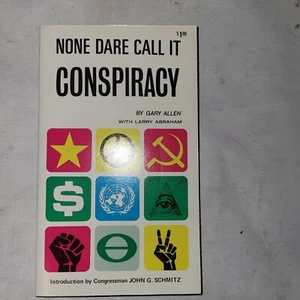 $1.00
NONE DARE CALL IT
CONSPIRACY
BY GARY ALLEN
WITH LARRY ABRAHAM
Introduction by Congressman JOHN G. SCHMITZ